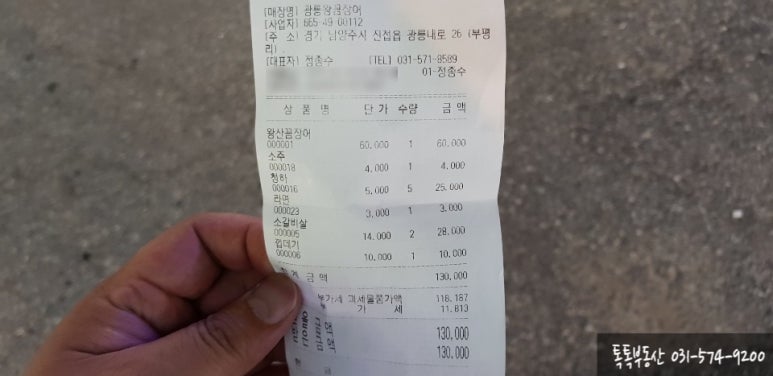 [매장명] 광릉왕꼼장어
[사업자] 665-49-00112
[주 소] 경기 남양주시 진접읍 광릉내로 26 (부평
리)
[대표자] 정종수 [TEL] 031-571-8589
01-정종수
상 품 명 단 가 수량 금 액
왕산꼼장어
000001 60,000 1 60,000
소주
000018 4,000 1 4,000
청하
000016 5,000 5 25,000
라면
000023 3,000 1 3,000
소갈비살
000005 14,000 2 28,000
껍데기
000006 10,000 1 10,000
금 액 130,000
부가세 과세물품가액 118,187
가 세 11,813
130,000
130,000
톡톡부동산 031-574-9200